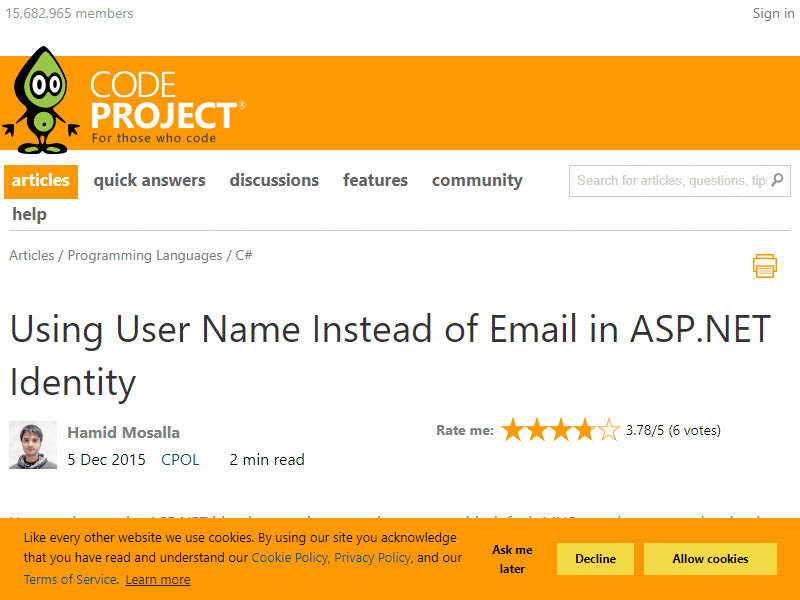 15,682,965 members
Sign in
CODE
PROJECT®
For those who code
articles quick answers discussions features community
Search for articles, questions, tip
help
Articles / Programming Languages / C#
Using User Name Instead of Email in ASP.NET
Identity
Hamid Mosalla
Rate me: 3.78/5 (6 votes)
5 Dec 2015 CPOL 2 min read
Like every other website we use cookies. By using our site you acknowledge
that you have read and understand our Cookie Policy, Privacy Policy, and our
Terms of Service. Learn more
Ask me
later
Decline
Allow cookies